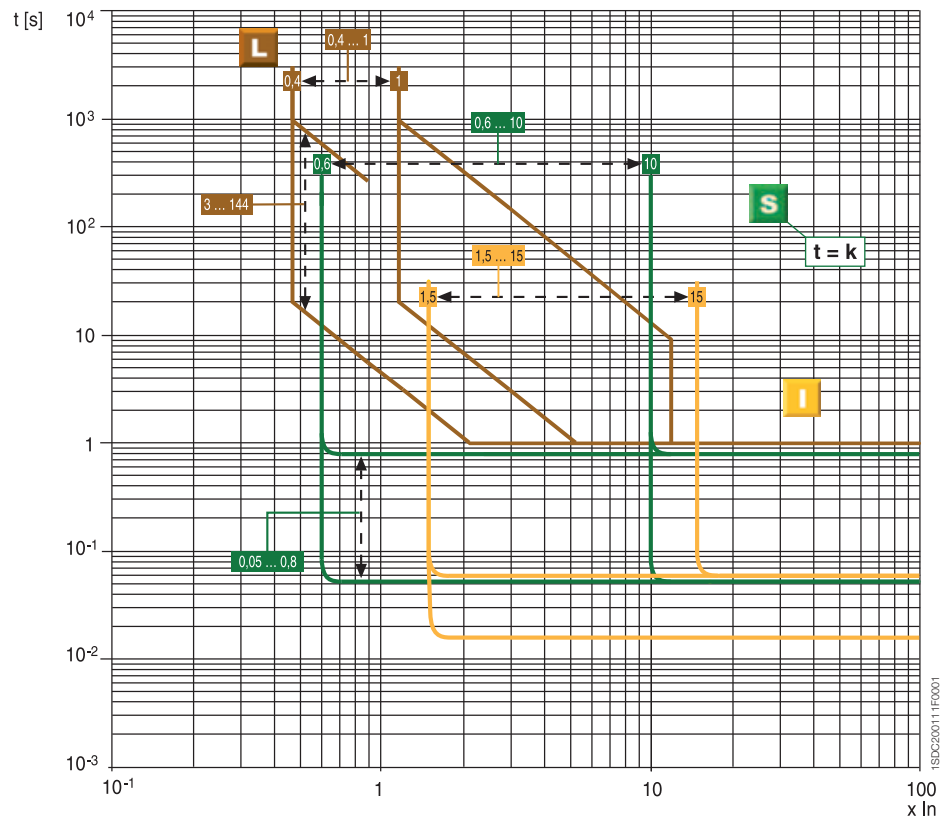 t [s]
10⁴
L
0,4 ... 1
0,4
1
10³
0,6 ... 10
0,6
10
3 ... 144
S
10²
t = k
1,5 ... 15
1,5
15
10
I
1
10⁻¹
0,05 ... 0,8
10⁻²
10⁻³
10⁻¹
1
10
100
x In
1SDC200111F0001